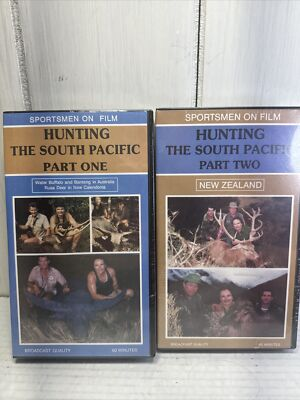 SPORTSMEN ON FILM
HUNTING
THE SOUTH PACIFIC
PART ONE
Water Buffalo and Banteng in Australia
Rusa Deer in New Caledonia
BROADCAST QUALITY
60 MINUTES
SPORTSMEN ON FILM
HUNTING
THE SOUTH PACIFIC
PART TWO
NEW ZEALAND
BROADCAST QUALITY
MINUTES